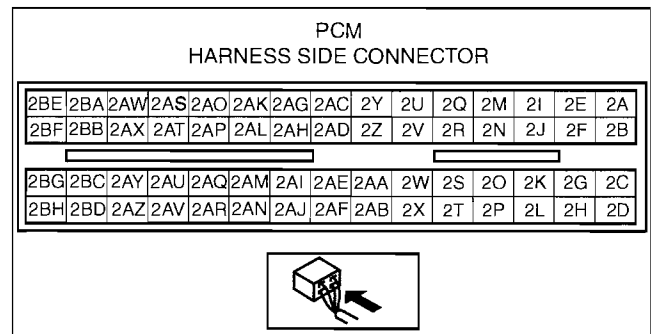 PCM
HARNESS SIDE CONNECTOR
2BE 2BA 2AW 2AS 2AO 2AK 2AG 2AC 2Y 2U 2Q 2M 2I 2E 2A
2BF 2BB 2AX 2AT 2AP 2AL 2AH 2AD 2Z 2V 2R 2N 2J 2F 2B
2BG 2BC 2AY 2AU 2AQ 2AM 2AI 2AE 2AA 2W 2S 2O 2K 2G 2C
2BH 2BD 2AZ 2AV 2AR 2AN 2AJ 2AF 2AB 2X 2T 2P 2L 2H 2D